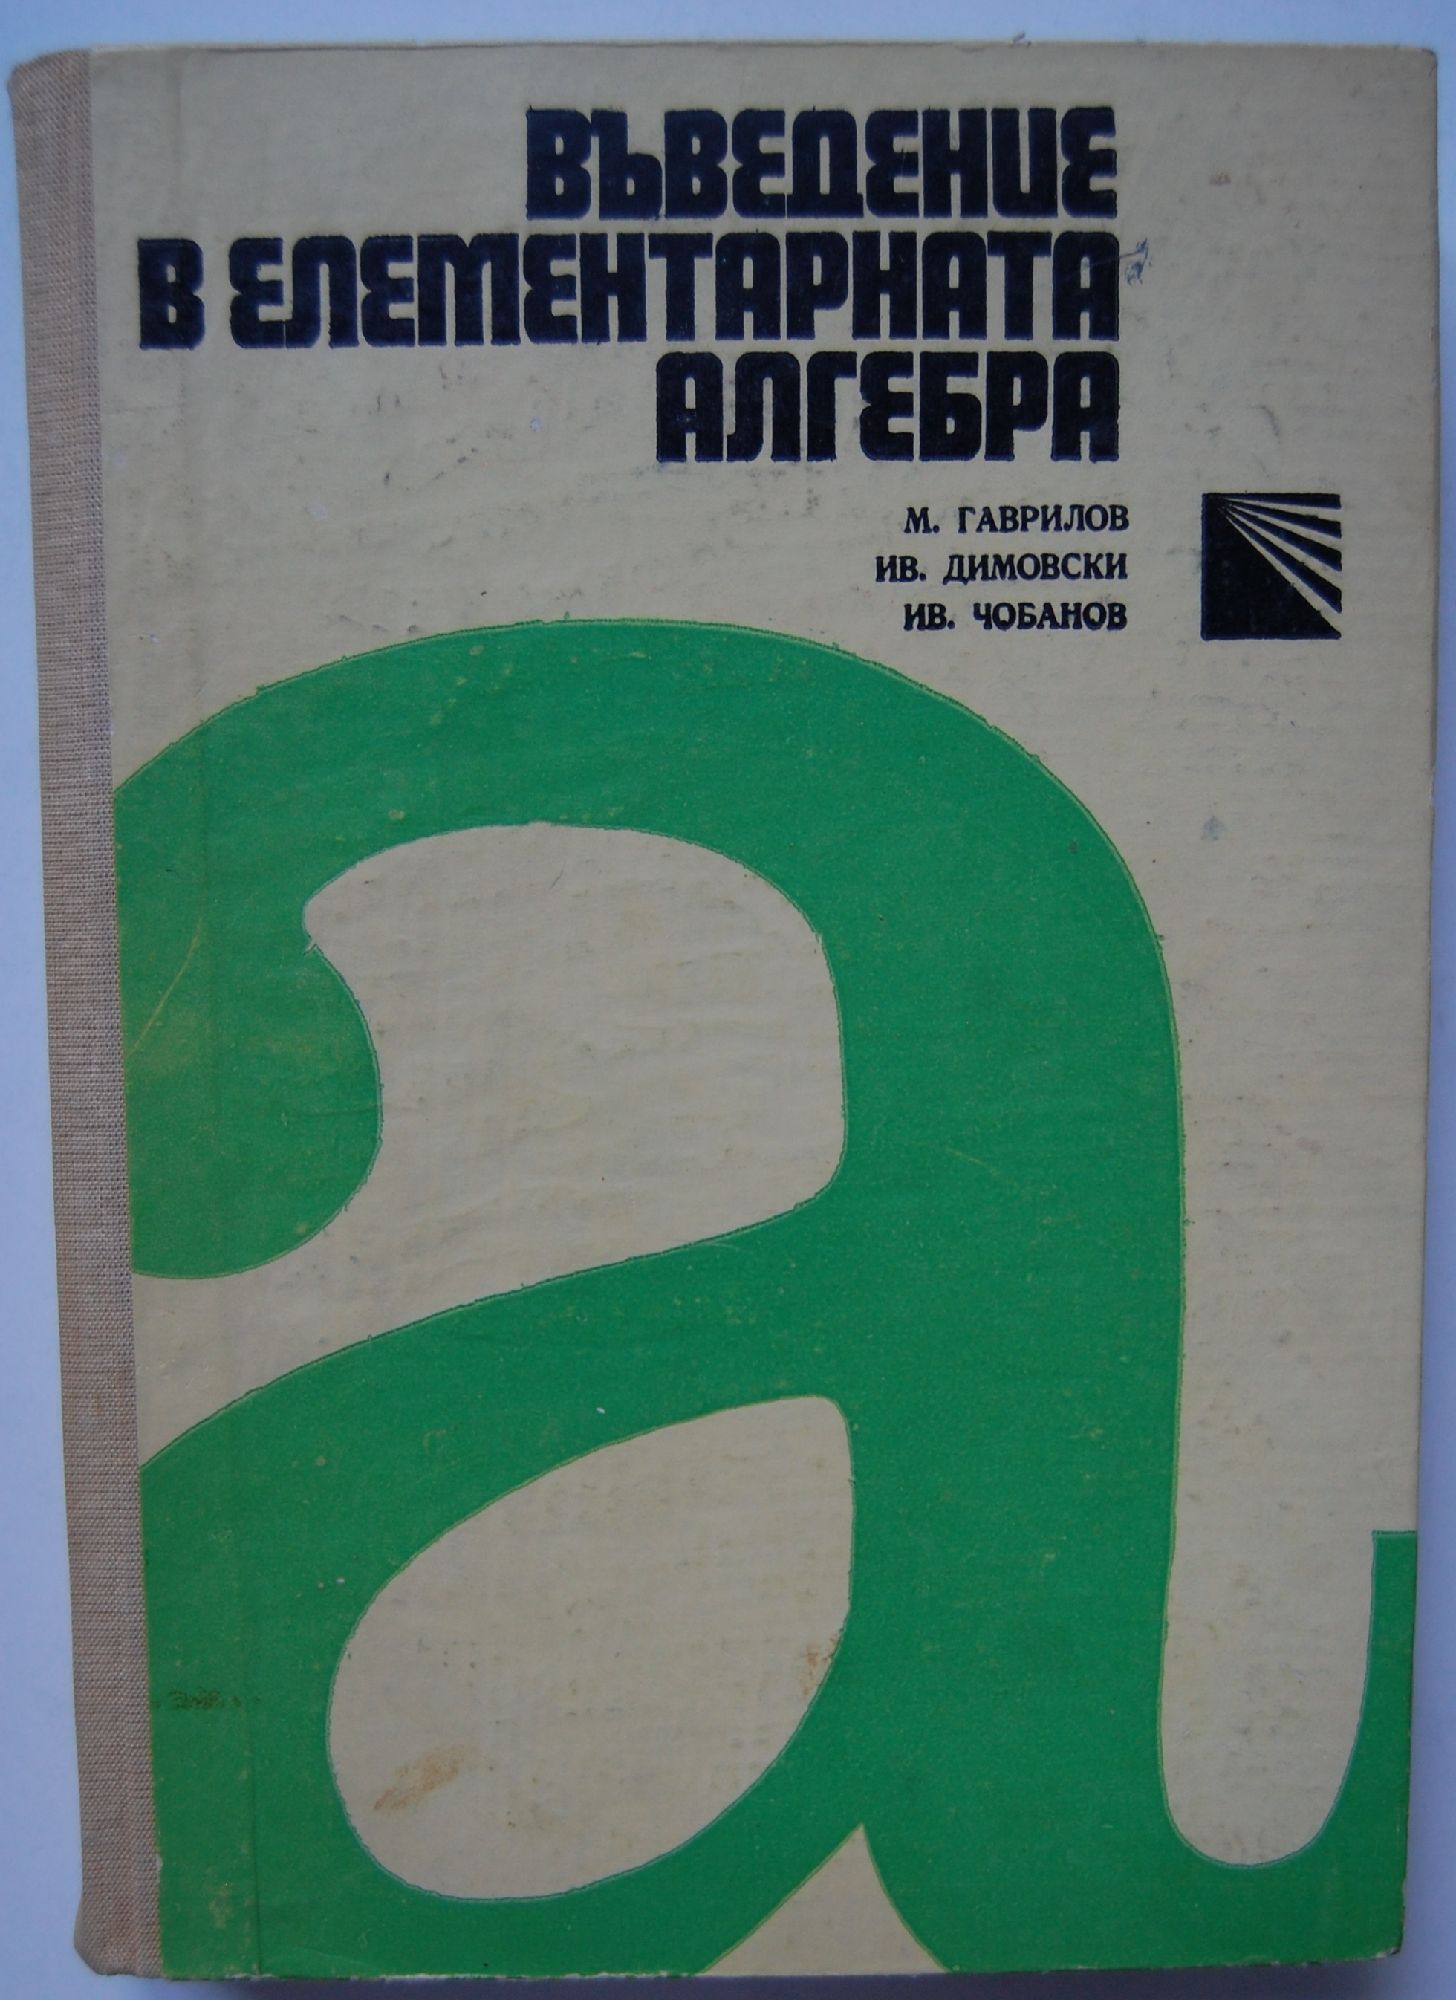 ВЪВЕДЕНИЕ
В ЕЛЕМЕНТАРНАТА
АЛГЕБРА
М. ГАВРИЛОВ
ИВ. ДИМОВСКИ
ИВ. ЧОБАНОВ
a